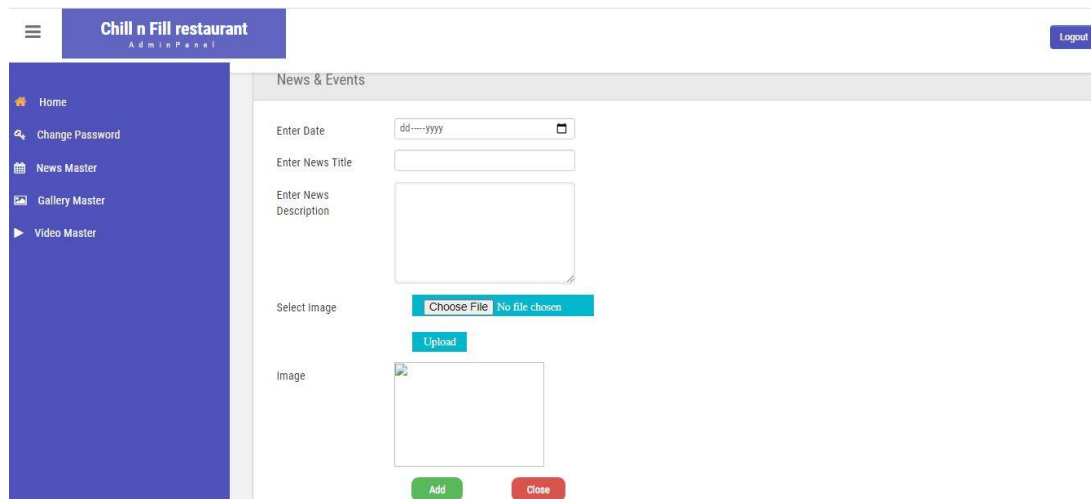 Chill n Fill restaurant
AdminPanel
Logout
Home
Change Password
News Master
Gallery Master
Video Master
News & Events
Enter Date
dd-----yyyy
Enter News Title
Enter News
Description
Select Image
Choose File No file chosen
Upload
Image
Add
Close